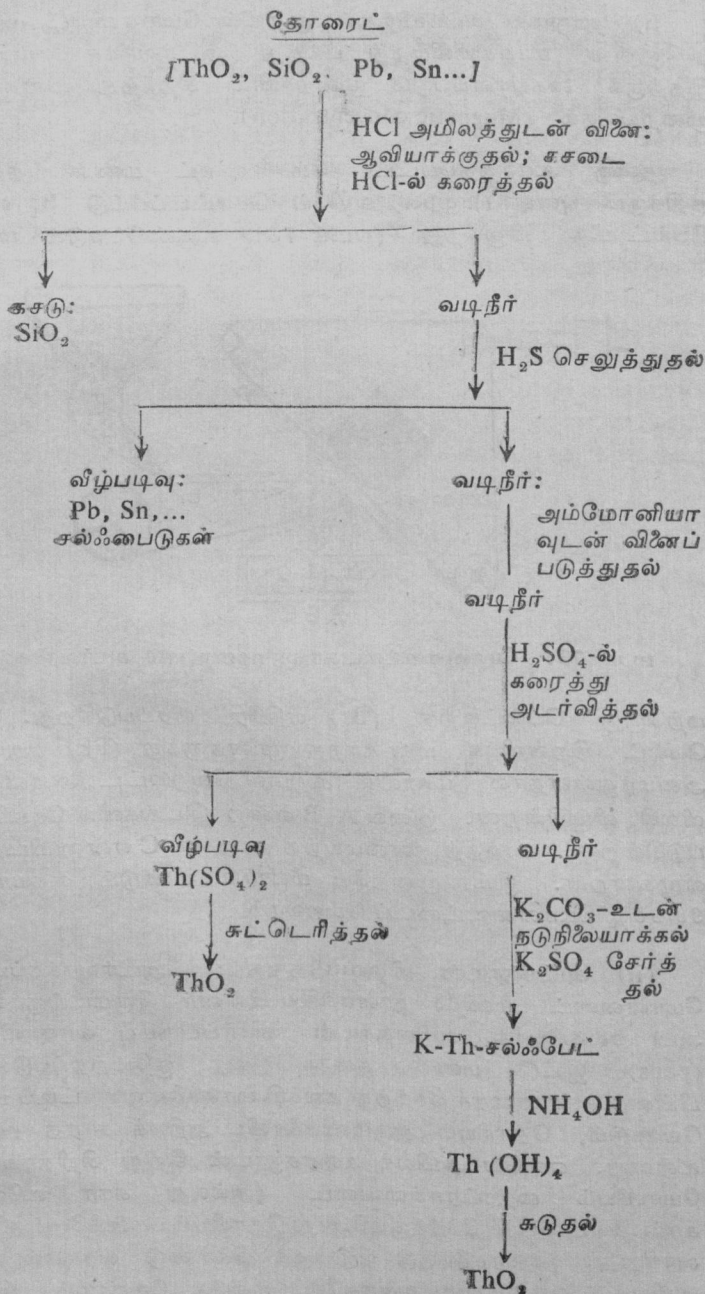 தோரைட்
[ThO₂, SiO₂. Pb, Sn...]
HCl அமிலத்துடன் வினை:
ஆவியாக்குதல்; கசடை
HCl-ல் கரைத்தல்
கசடு:
SiO₂
வடிநீர்
H₂S செலுத்துதல்
வீழ்படிவு:
Pb, Sn,...
சல்ஃபைடுகள்
வடிநீர்:
அம்மோனியா
வுடன் வினைப்
படுத்துதல்
வடிநீர்
H₂SO₄-ல்
கரைத்து
அடர்வித்தல்
வீழ்படிவு
Th(SO₄)₂
சுட்டெரித்தல்
ThO₂
வடிநீர்
K₂CO₃-உடன்
நடுநிலையாக்கல்
K₂SO₄ சேர்த்
தல்
K-Th-சல்ஃபேட்
NH₄OH
Th (OH)₄
சுடுதல்
ThO₂